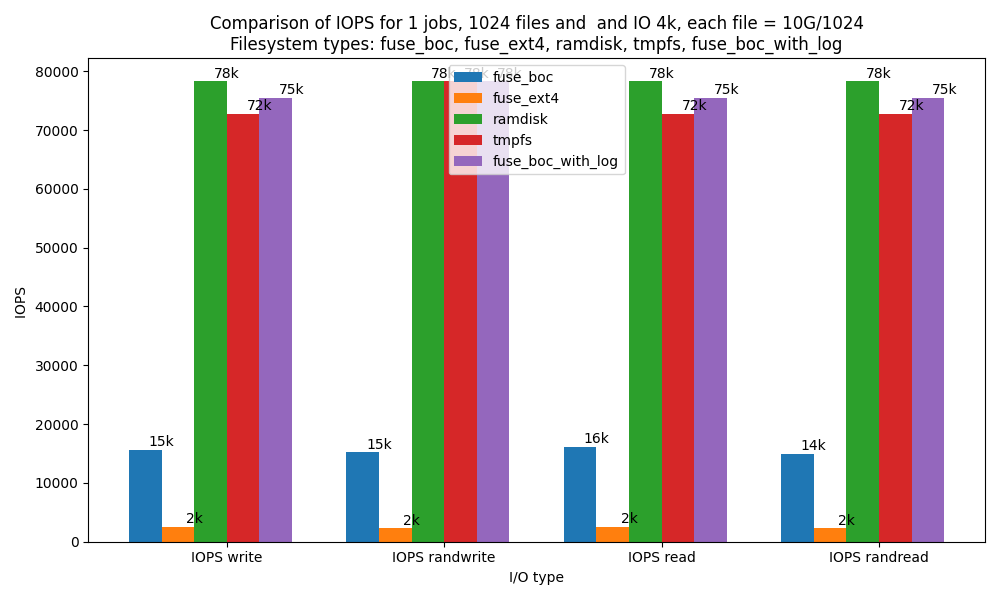 Comparison of IOPS for 1 jobs, 1024 files and  and IO 4k, each file = 10G/1024
Filesystem types: fuse_boc, fuse_ext4, ramdisk, tmpfs, fuse_boc_with_log
IOPS
80000
70000
60000
50000
40000
30000
20000
10000
0
15k
2k
78k
72k
75k
15k
2k
78k
78k
78k
16k
2k
78k
72k
75k
14k
2k
78k
72k
75k
fuse_boc
fuse_ext4
ramdisk
tmpfs
fuse_boc_with_log
IOPS write
IOPS randwrite
IOPS read
IOPS randread
I/O type